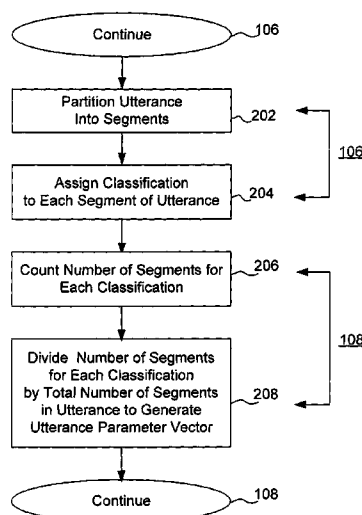 Continue
106
Partition Utterance
Into Segments
202
106
Assign Classification
to Each Segment of Utterance
204
Count Number of Segments for
Each Classification
206
108
Divide Number of Segments
for Each Classification
by Total Number of Segments
in Utterance to Generate
Utterance Parameter Vector
208
Continue
108